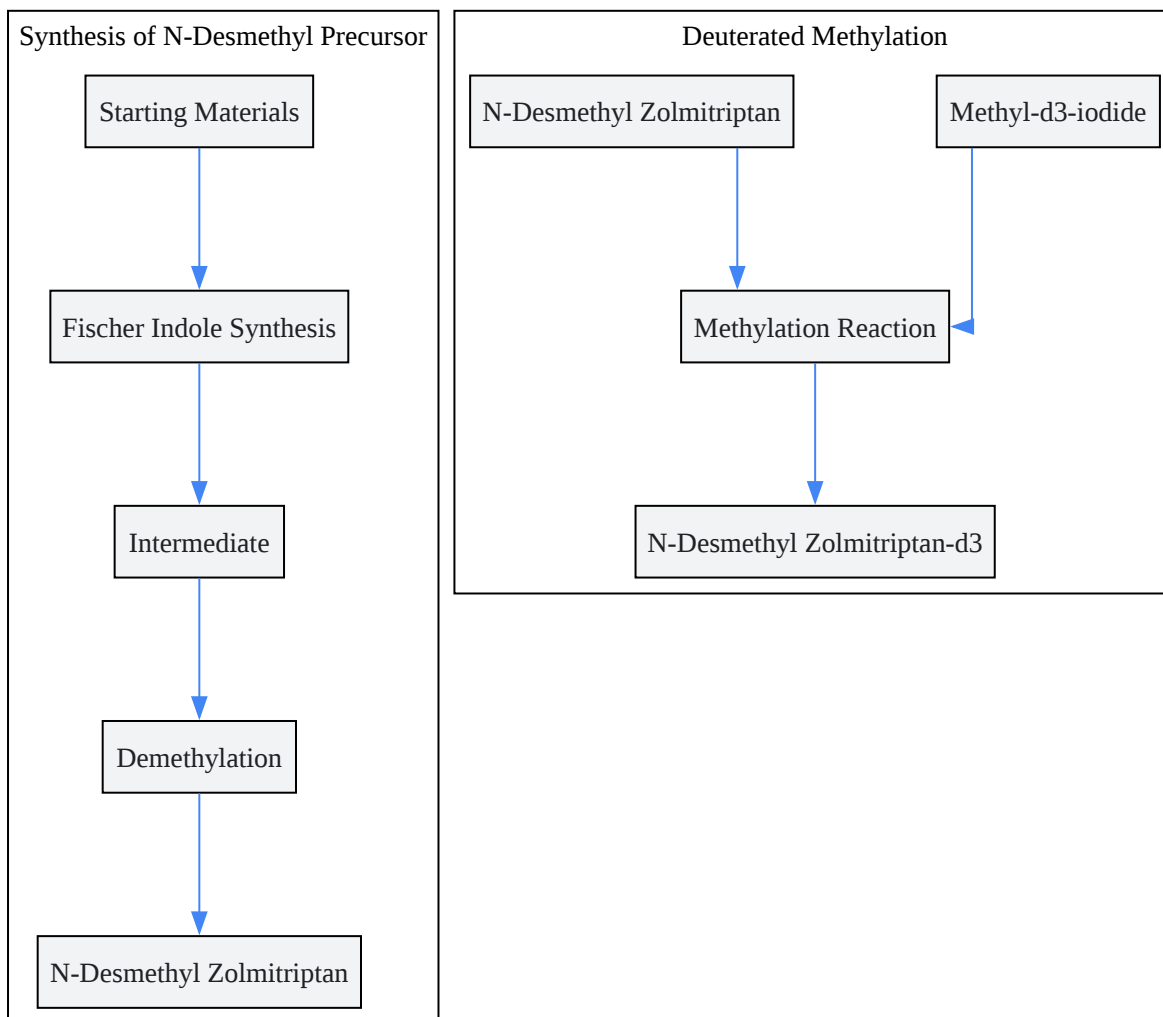 Synthesis of N-Desmethyl Precursor
Starting Materials
Fischer Indole Synthesis
Intermediate
Demethylation
N-Desmethyl Zolmitriptan
Deuterated Methylation
N-Desmethyl Zolmitriptan
Methyl-d3-iodide
Methylation Reaction
N-Desmethyl Zolmitriptan-d3